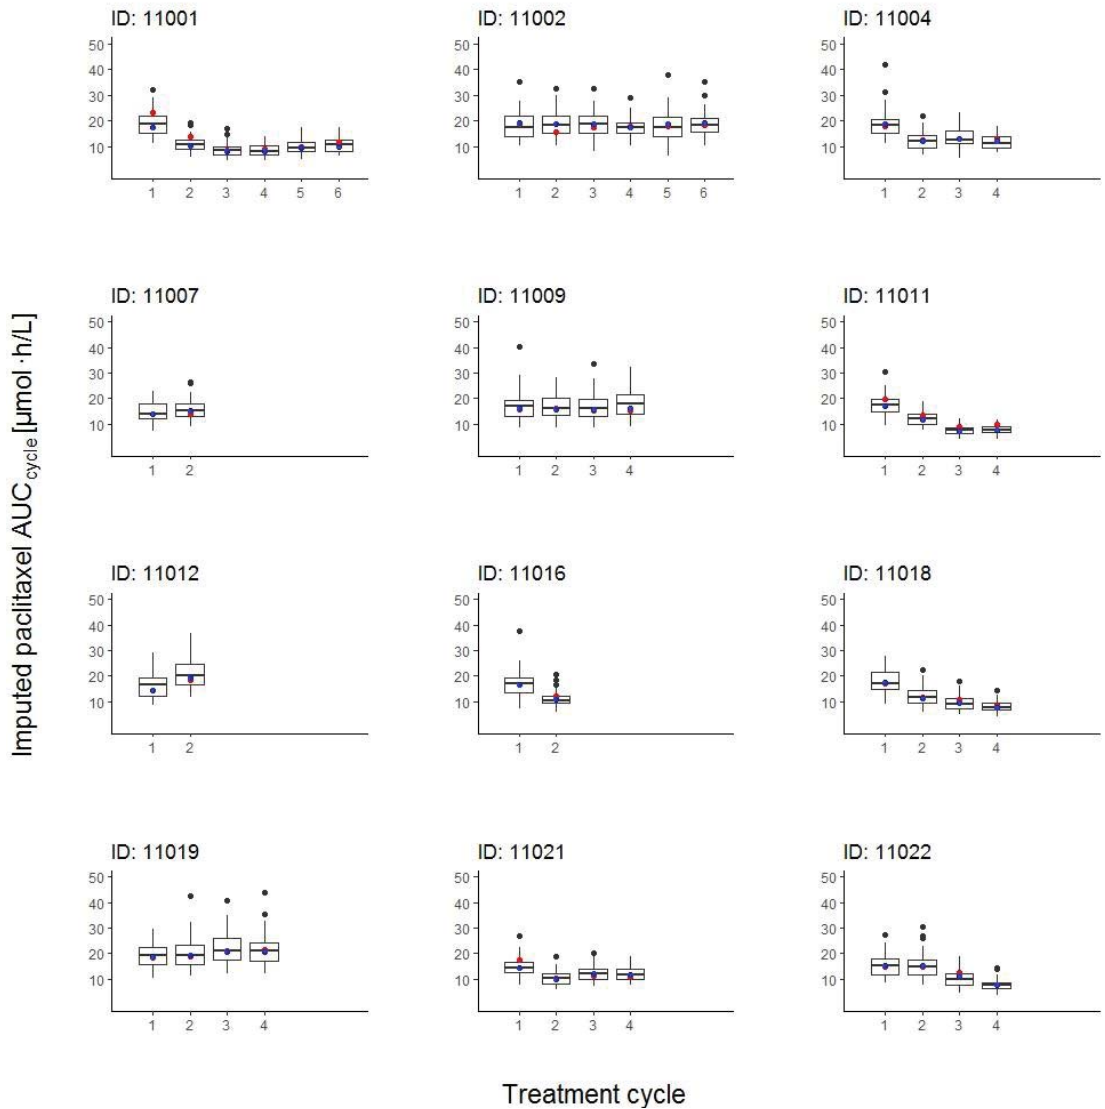 ID: 11001
50
40
30
20
10
1 2 3 4 5 6
ID: 11002
50
40
30
20
10
1 2 3 4 5 6
ID: 11004
50
40
30
20
10
1 2 3 4
ID: 11007
50
40
30
20
10
1 2
ID: 11009
50
40
30
20
10
1 2 3 4
ID: 11011
50
40
30
20
10
1 2 3 4
ID: 11012
50
40
30
20
10
1 2
ID: 11016
50
40
30
20
10
1 2
ID: 11018
50
40
30
20
10
1 2 3 4
ID: 11019
50
40
30
20
10
1 2 3 4
ID: 11021
50
40
30
20
10
1 2 3 4
ID: 11022
50
40
30
20
10
1 2 3 4
Imputed paclitaxel AUCcycle [µmol·h/L]
Treatment cycle